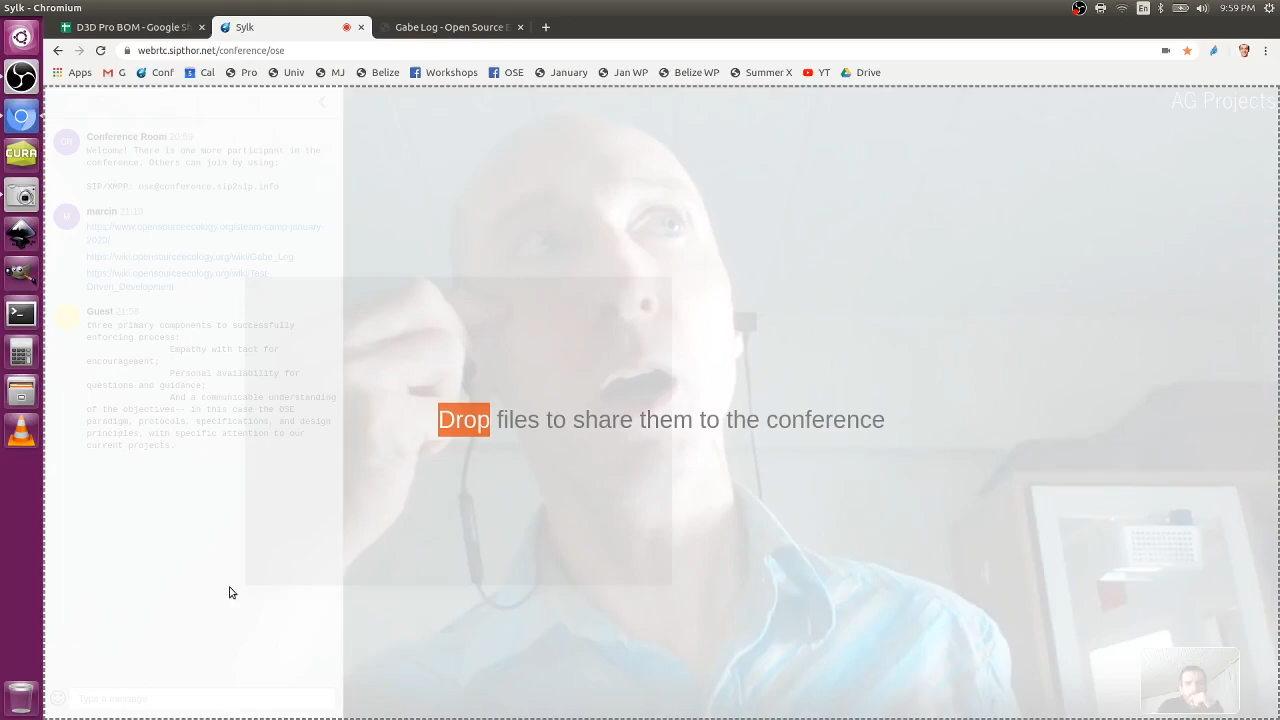 Sylk - Chromium
En
9:59 PM
D3D Pro BOM - Google Sh
Sylk
Gabe Log - Open Source E
webrtc.sipthor.net/conference/ose
Apps
G
Conf
Cal
Pro
Univ
MJ
Belize
Workshops
OSE
January
Jan WP
Belize WP
Summer X
YT
Drive
AG Projects
Conference Room
Welcome! There is one more participant in the
conference. Others can join by using:
SIP/XMPP: ose@conference.sip2sip.info
marcin 21:19
https://www.opensourceecology.org/steam-camp-january-
2020/
https://wiki.opensourceecology.org/wiki/Gabe_Log
https://wiki.opensourceecology.org/wiki/Test-
Driven_Development
Guest
three primary components to successfully
enforcing process:
Empathy with tact for
encouragement;
Personal availability for
questions and guidance;
And a communicable understanding
of the objectives-- in this case the OSE
paradigm, protocols, specifications, and design
principles, with specific attention to our
current projects.
Drop files to share them to the conference
Type a message
CURA